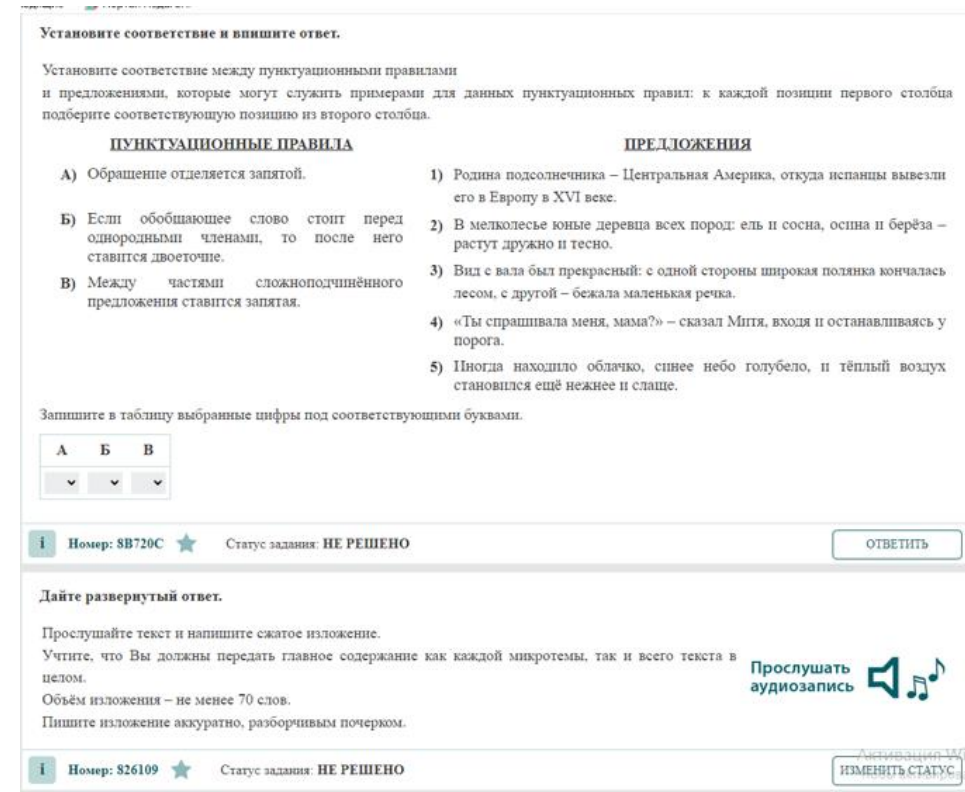 Установите соответствие и впишите ответ.
Установите соответствие между пунктуационными правилами
и предложениями, которые могут служить примерами для данных пунктуационных правил: к каждой позиции первого столбца
подберите соответствующую позицию из второго столбца.
ПУНКТУАЦИОННЫЕ ПРАВИЛА
А) Обращение отделяется запятой.
Б) Если обобщающее слово стоит перед
однородными членами, то после него
ставится двоеточие.
В) Между частями сложноподчинённого
предложения ставится запятая.
ПРЕДЛОЖЕНИЯ
1) Родина подсолнечника – Центральная Америка, откуда испанцы вывезли
его в Европу в XVI веке.
2) В мелколесье юные деревца всех пород: ель и сосна, осина и берёза –
растут дружно и тесно.
3) Вид с вала был прекрасный: с одной стороны широкая полянка кончалась
лесом, с другой – бежала маленькая речка.
4) «Ты спрашивала меня, мама?» – сказал Митя, входя и останавливаясь у
порога.
5) Иногда находило облачко, синее небо голубело, и тёплый воздух
становился ещё нежнее и слаще.
Запишите в таблицу выбранные цифры под соответствующими буквами.
А Б В
i Номер: 8B720C Статус задания: НЕ РЕШЕНО ОТВЕТИТЬ
Дайте развернутый ответ.
Прослушайте текст и напишите сжатое изложение.
Учтите, что Вы должны передать главное содержание как каждой микротемы, так и всего текста в
целом.
Объём изложения – не менее 70 слов.
Пишите изложение аккуратно, разборчивым почерком.
Прослушать
аудиозапись
i Номер: 826109 Статус задания: НЕ РЕШЕНО ИЗМЕНИТЬ СТАТУС
Активация Wi